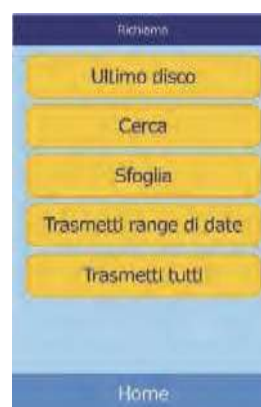 Richiamo
Ultimo disco
Cerca
Sfoglia
Trasmetti range di date
Trasmetti tutti
Home